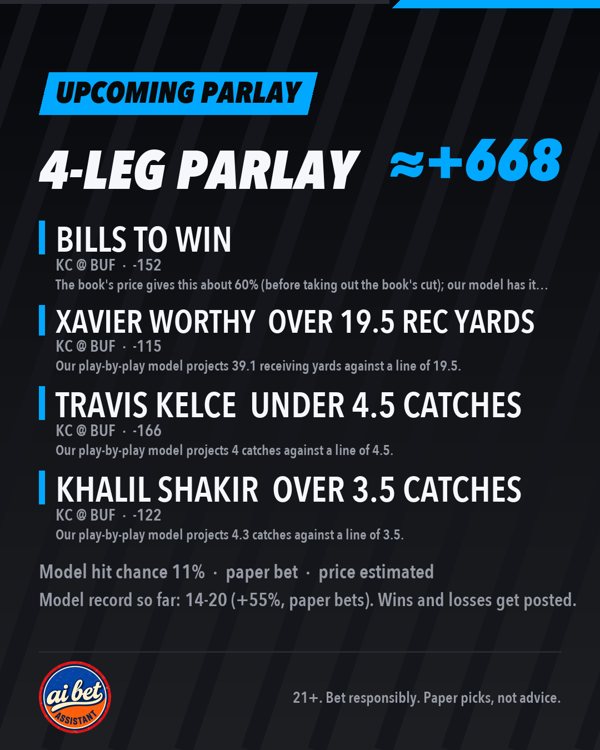 UPCOMING PARLAY
4-LEG PARLAY ≈+668
BILLS TO WIN
KC @ BUF · -152
The book's price gives this about 60% (before taking out the book's cut); our model has it...
XAVIER WORTHY OVER 19.5 REC YARDS
KC @ BUF · -115
Our play-by-play model projects 39.1 receiving yards against a line of 19.5.
TRAVIS KELCE UNDER 4.5 CATCHES
KC @ BUF · -166
Our play-by-play model projects 4 catches against a line of 4.5.
KHALIL SHAKIR OVER 3.5 CATCHES
KC @ BUF · -122
Our play-by-play model projects 4.3 catches against a line of 3.5.
Model hit chance 11% · paper bet · price estimated
Model record so far: 14-20 (+55%, paper bets). Wins and losses get posted.
ai bet
ASSISTANT
21+. Bet responsibly. Paper picks, not advice.